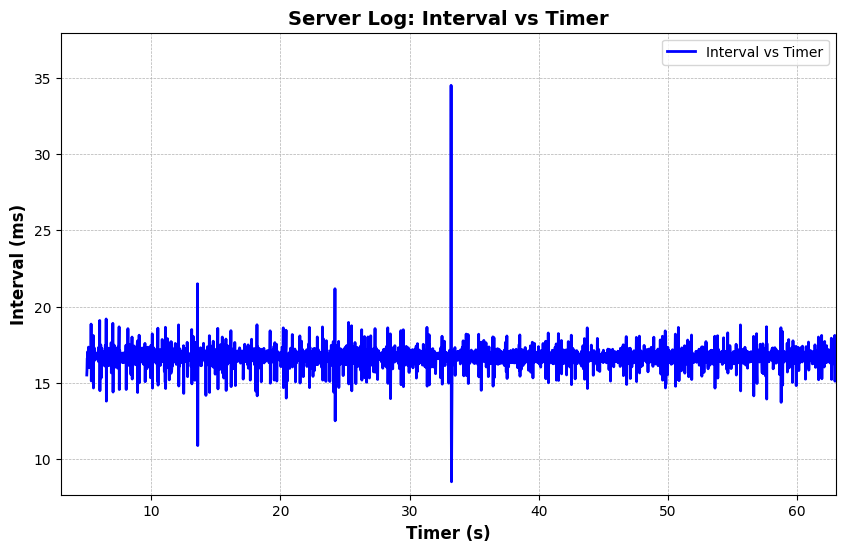 Server Log: Interval vs Timer
Interval vs Timer
35
30
25
20
15
10
Interval (ms)
10 20 30 40 50 60
Timer (s)